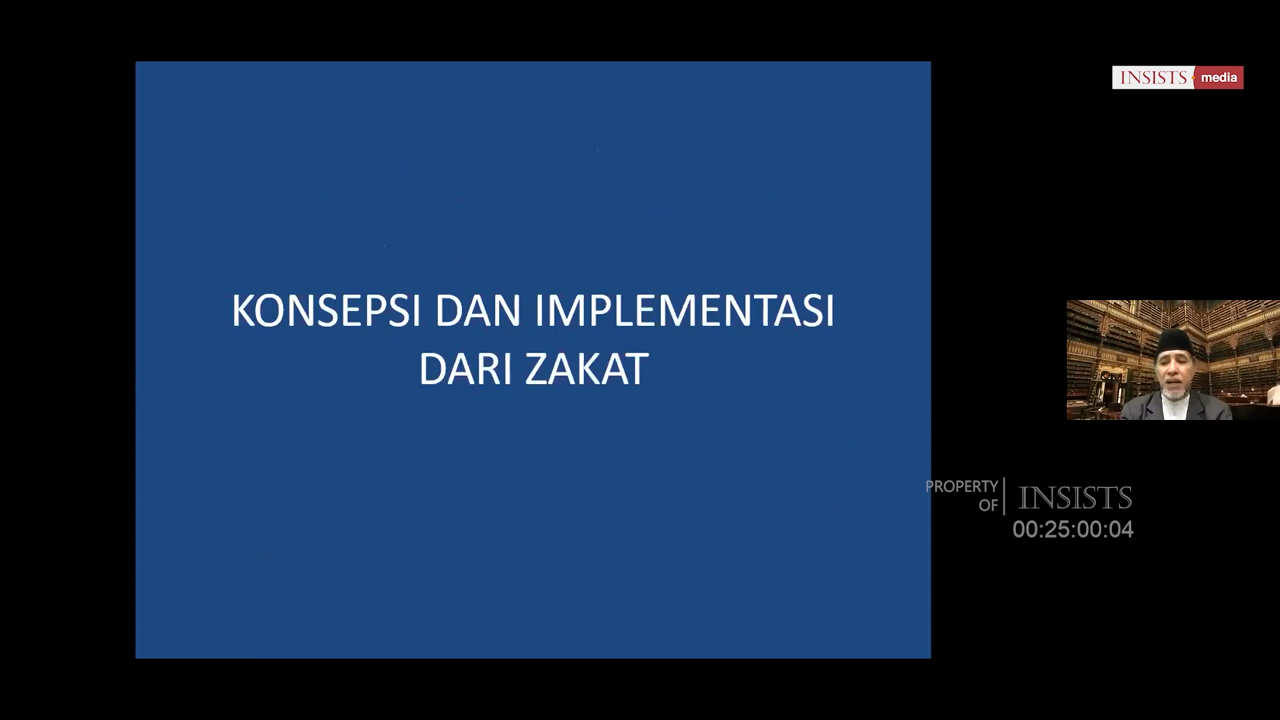 INSISTS media
KONSEPSI DAN IMPLEMENTASI
DARI ZAKAT
PROPERTY
OF
INSISTS
00:25:00:04